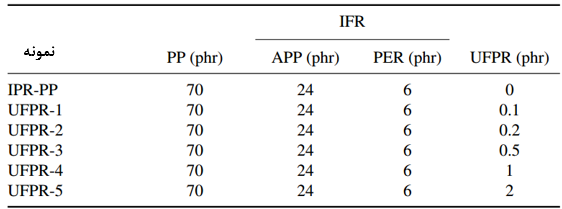 IFR
نمونه PP (phr) APP (phr) PER (phr) UFPR (phr)
IPR-PP 70 24 6 0
UFPR-1 70 24 6 0.1
UFPR-2 70 24 6 0.2
UFPR-3 70 24 6 0.5
UFPR-4 70 24 6 1
UFPR-5 70 24 6 2